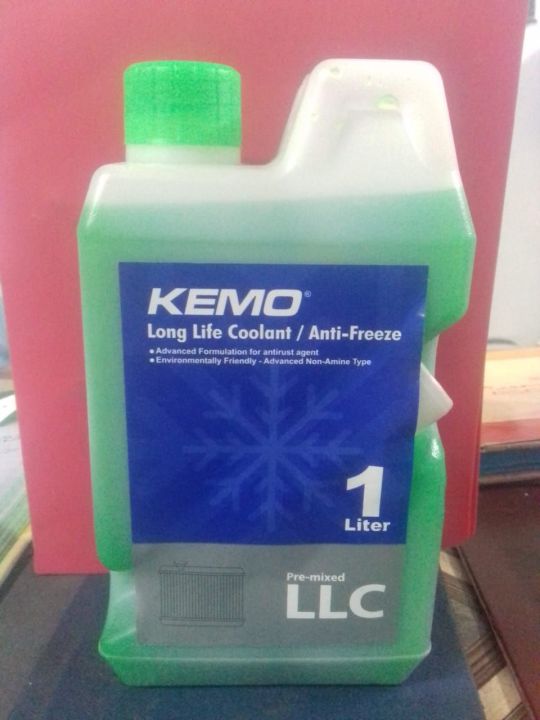 KEMO®
Long Life Coolant / Anti-Freeze
• Advanced Formulation for antirust agent
• Environmentally Friendly - Advanced Non-Amine Type
1
Liter
Pre-mixed
LLC